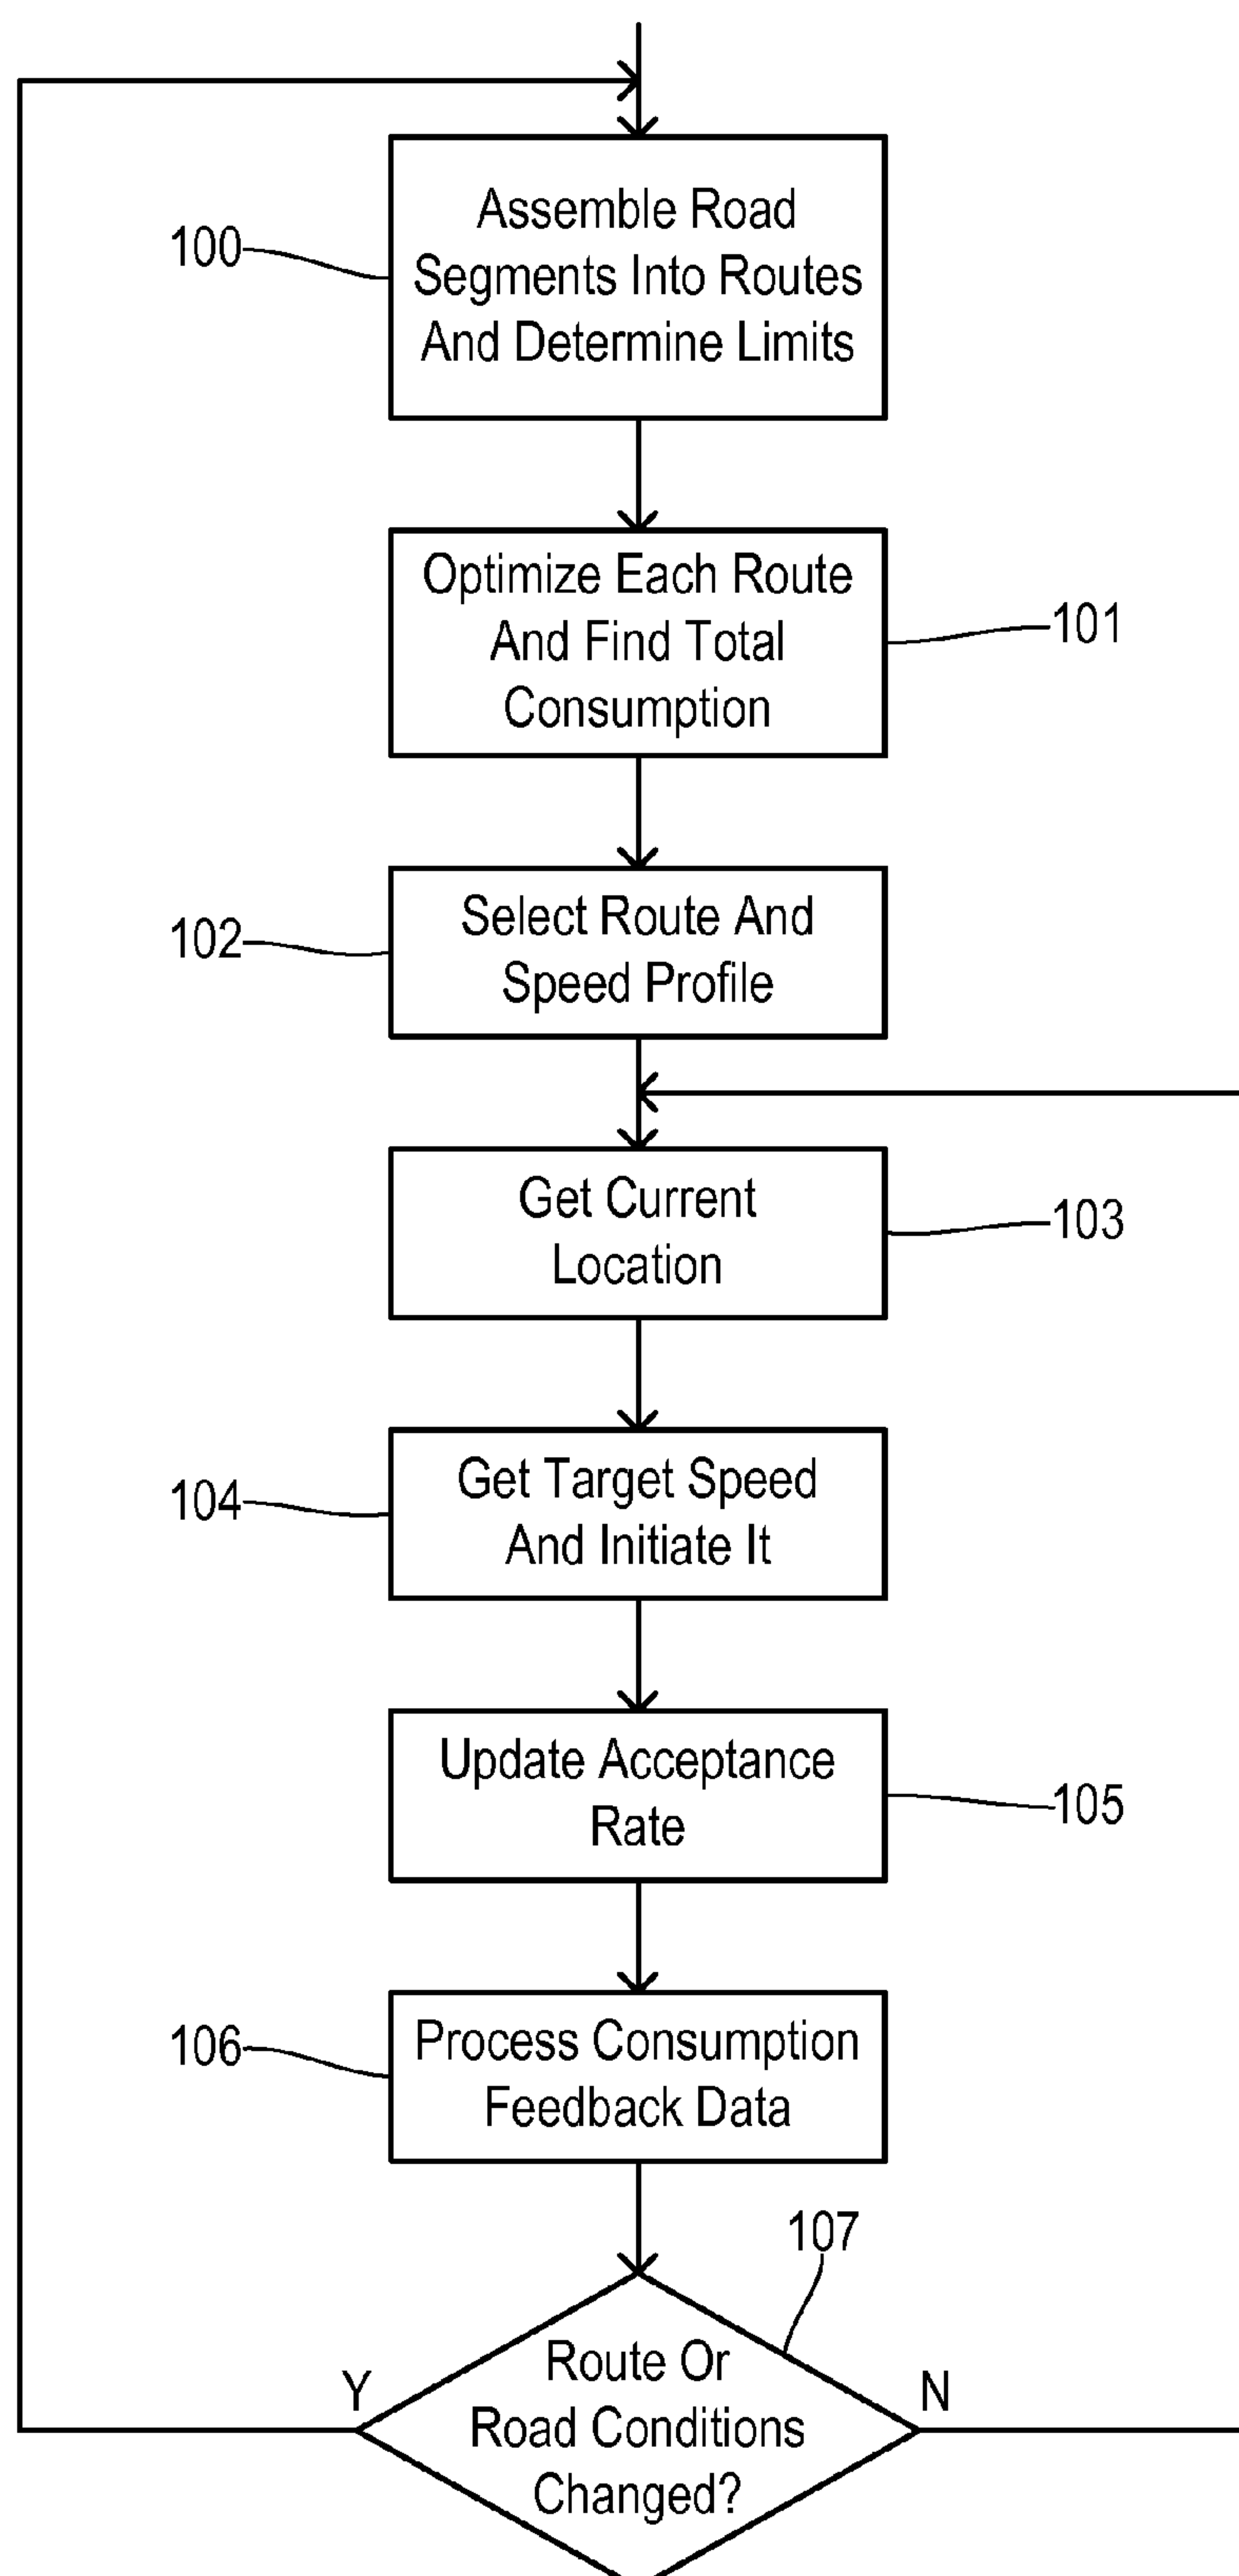 100
Assemble Road
Segments Into Routes
And Determine Limits
Optimize Each Route
And Find Total
Consumption
101
102
Select Route And
Speed Profile
Get Current
Location
103
104
Get Target Speed
And Initiate It
Update Acceptance
Rate
105
106
Process Consumption
Feedback Data
107
Y
Route Or
Road Conditions
Changed?
N